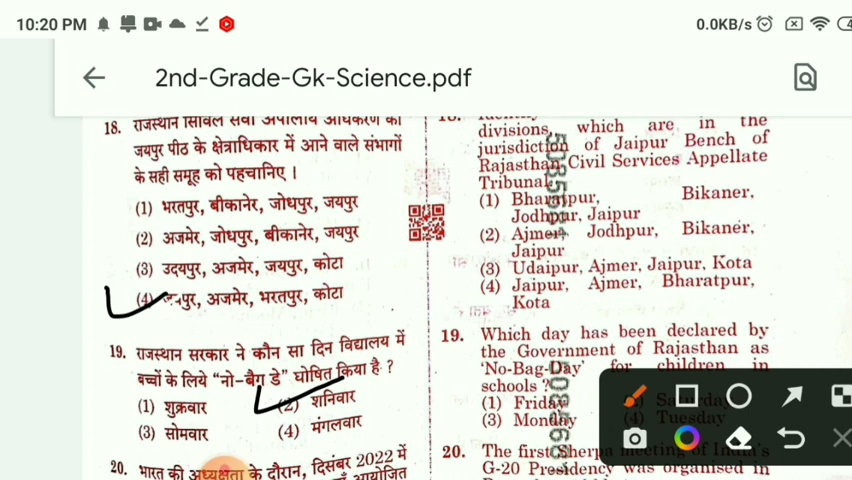 10:20 PM
0.0KB/s
2nd-Grade-Gk-Science.pdf
18. राजस्थान सिविल सेवा अपीलीय अधिकरण की
जयपुर पीठ के क्षेत्राधिकार में आने वाले संभागों
के सही समूह को पहचानिए ।
(1) भरतपुर, बीकानेर, जोधपुर, जयपुर
(2) अजमेर, जोधपुर, बीकानेर, जयपुर
(3) उदयपुर, अजमेर, जयपुर, कोटा
(4) जयपुर, अजमेर, भरतपुर, कोटा
19. राजस्थान सरकार ने कौन सा दिन विद्यालय में
बच्चों के लिये “नो-बैग डे” घोषित किया है ?
(1) शुक्रवार (2) शनिवार
(3) सोमवार (4) मंगलवार
20. भारत की अध्यक्षता के दौरान, दिसंबर 2022 में
divisions, which are in the
jurisdiction of Jaipur Bench of
Rajasthan Civil Services Appellate
Tribunal
(1) Bharatpur, Bikaner,
Jodhpur, Jaipur
(2) Ajmer, Jodhpur, Bikaner,
Jaipur
(3) Udaipur, Ajmer, Jaipur, Kota
(4) Jaipur, Ajmer, Bharatpur,
Kota
19. Which day has been declared by
the Government of Rajasthan as
‘No-Bag-Day’ for children in
schools ?
(1) Friday (2) Saturday
(3) Monday (4) Tuesday
20. The first Sherpa meeting of India's
G-20 Presidency was organised in